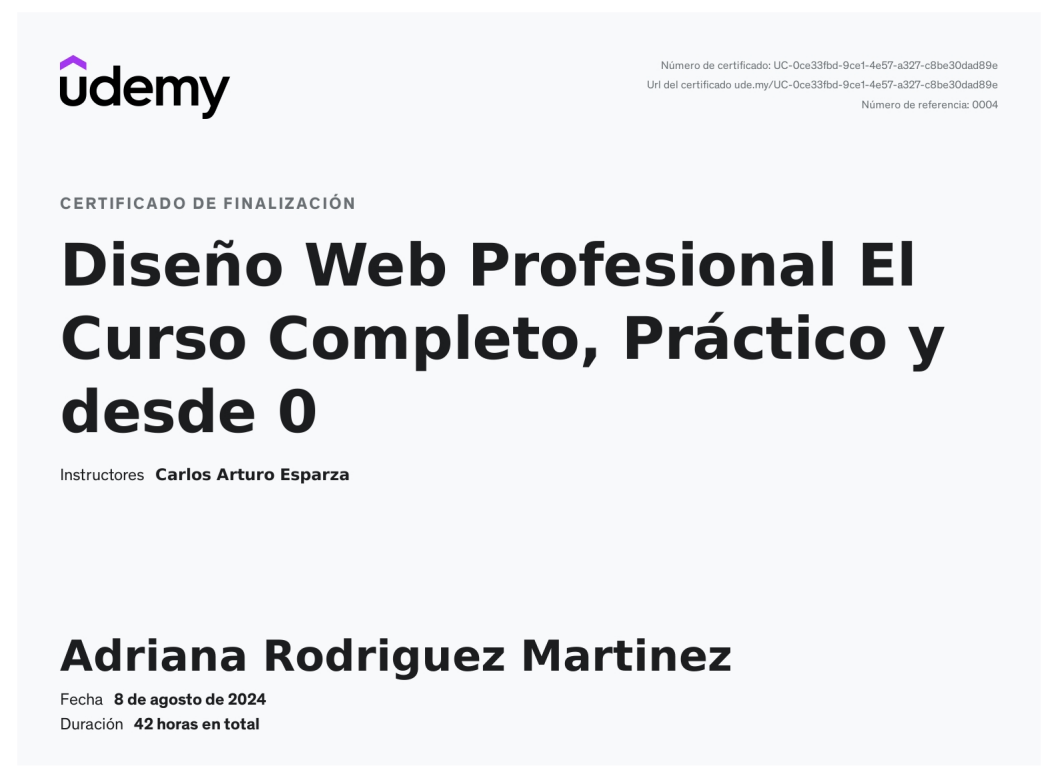 udemy
Número de certificado: UC-0ce33fbd-9ce1-4e57-a327-c8be30dad89e
Url del certificado ude.my/UC-0ce33fbd-9ce1-4e57-a327-c8be30dad89e
Número de referencia: 0004
CERTIFICADO DE FINALIZACIÓN
Diseño Web Profesional El
Curso Completo, Práctico y
desde 0
Instructores Carlos Arturo Esparza
Adriana Rodriguez Martinez
Fecha 8 de agosto de 2024
Duración 42 horas en total